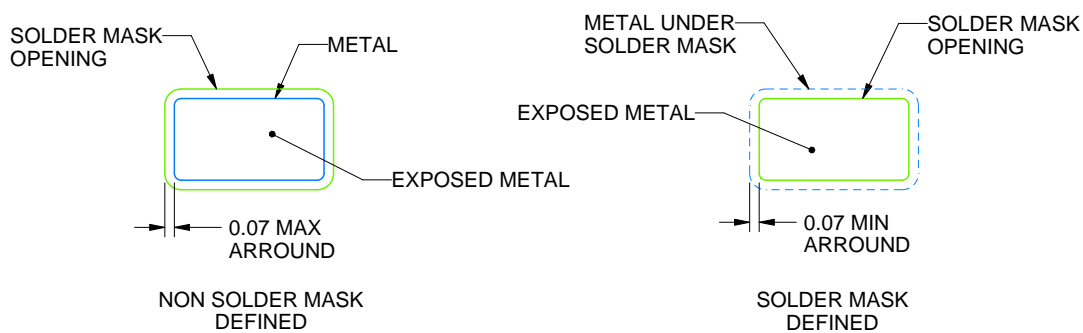 SOLDER MASK
OPENING
METAL
EXPOSED METAL
0.07 MAX
ARROUND
NON SOLDER MASK
DEFINED
METAL UNDER
SOLDER MASK
SOLDER MASK
OPENING
EXPOSED METAL
0.07 MIN
ARROUND
SOLDER MASK
DEFINED